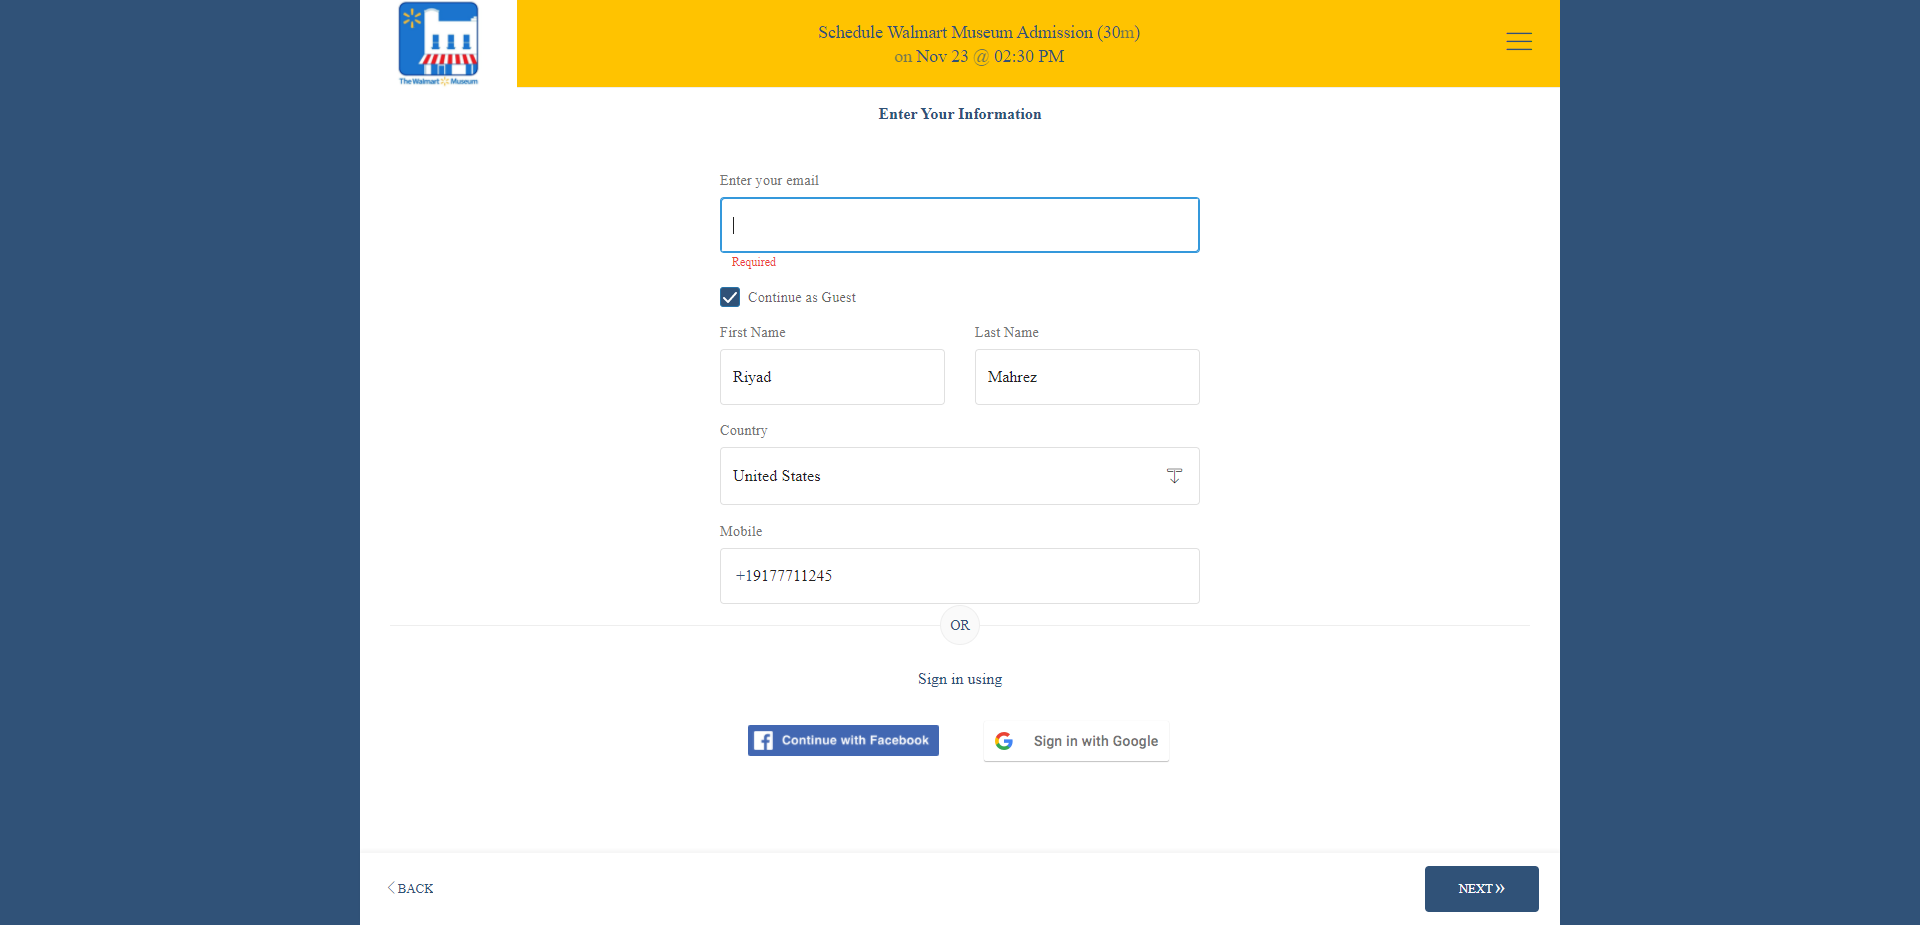 The Walmart Museum
Schedule Walmart Museum Admission (30m)
on Nov 23 @ 02:30 PM
Enter Your Information
Enter your email
Required
Continue as Guest
First Name
Last Name
Riyad
Mahrez
Country
United States
Mobile
+19177711245
OR
Sign in using
Continue with Facebook
Sign in with Google
BACK
NEXT